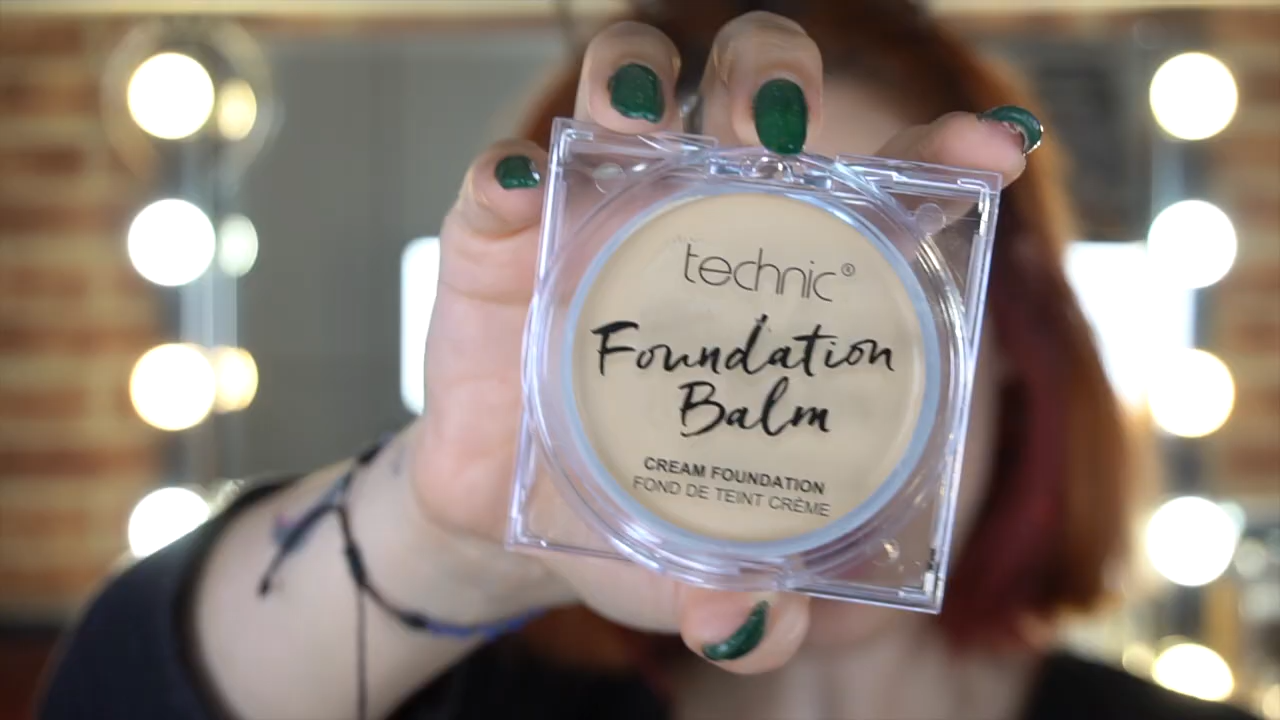 technic®
Foundation
Balm
CREAM FOUNDATION
FOND DE TEINT CRÈME